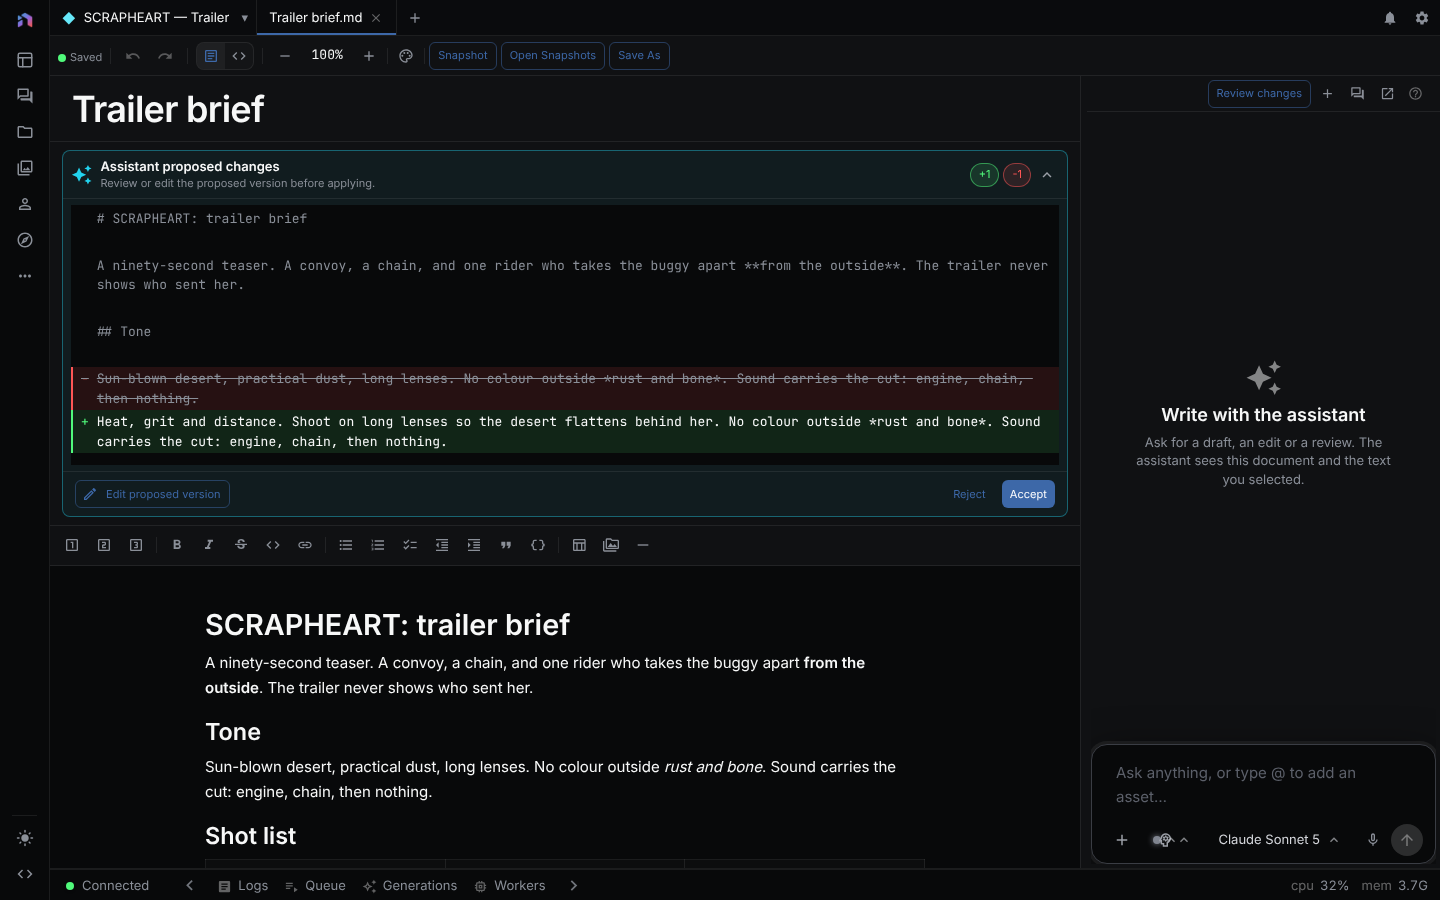 SCRAPHEART — Trailer
Trailer brief.md
Saved
100%
Snapshot
Open Snapshots
Save As
Review changes
Trailer brief
Assistant proposed changes
Review or edit the proposed version before applying.
+1
-1
# SCRAPHEART: trailer brief
A ninety-second teaser. A convoy, a chain, and one rider who takes the buggy apart **from the outside**. The trailer never
shows who sent her.
## Tone
– Sun-blown desert, practical dust, long lenses. No colour outside *rust and bone*. Sound carries the cut: engine, chain,
then nothing.
+ Heat, grit and distance. Shoot on long lenses so the desert flattens behind her. No colour outside *rust and bone*. Sound
carries the cut: engine, chain, then nothing.
Edit proposed version
Reject
Accept
1 2 3 B I S
SCRAPHEART: trailer brief
A ninety-second teaser. A convoy, a chain, and one rider who takes the buggy apart from the
outside. The trailer never shows who sent her.
Tone
Sun-blown desert, practical dust, long lenses. No colour outside rust and bone. Sound carries the
cut: engine, chain, then nothing.
Shot list
Write with the assistant
Ask for a draft, an edit or a review. The
assistant sees this document and the text
you selected.
Ask anything, or type @ to add an
asset...
Claude Sonnet 5
Connected
Logs
Queue
Generations
Workers
cpu 32% mem 3.7G